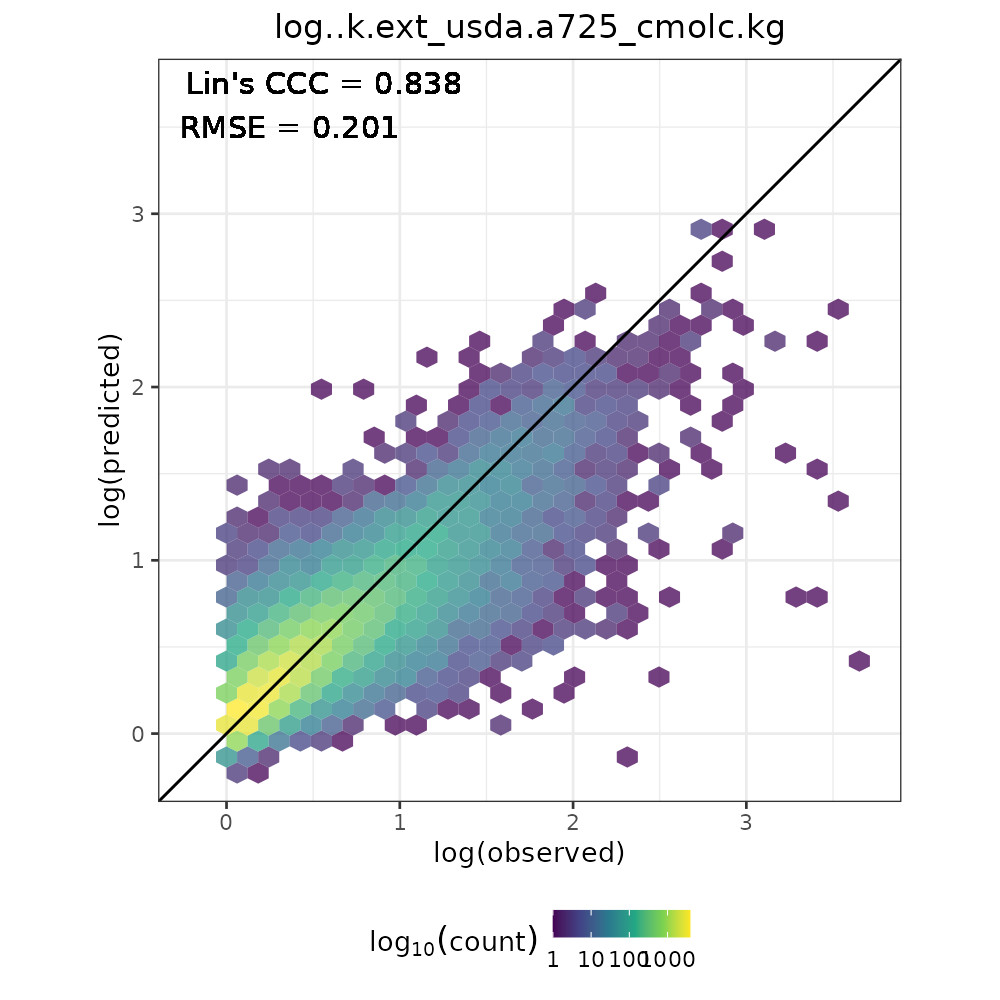 log..k.ext_usda.a725_cmolc.kg
Lin's CCC = 0.838
RMSE = 0.201
log(predicted)
3
2
1
0
0 1 2 3
log(observed)
log₁₀(count)
1 10 100 1000